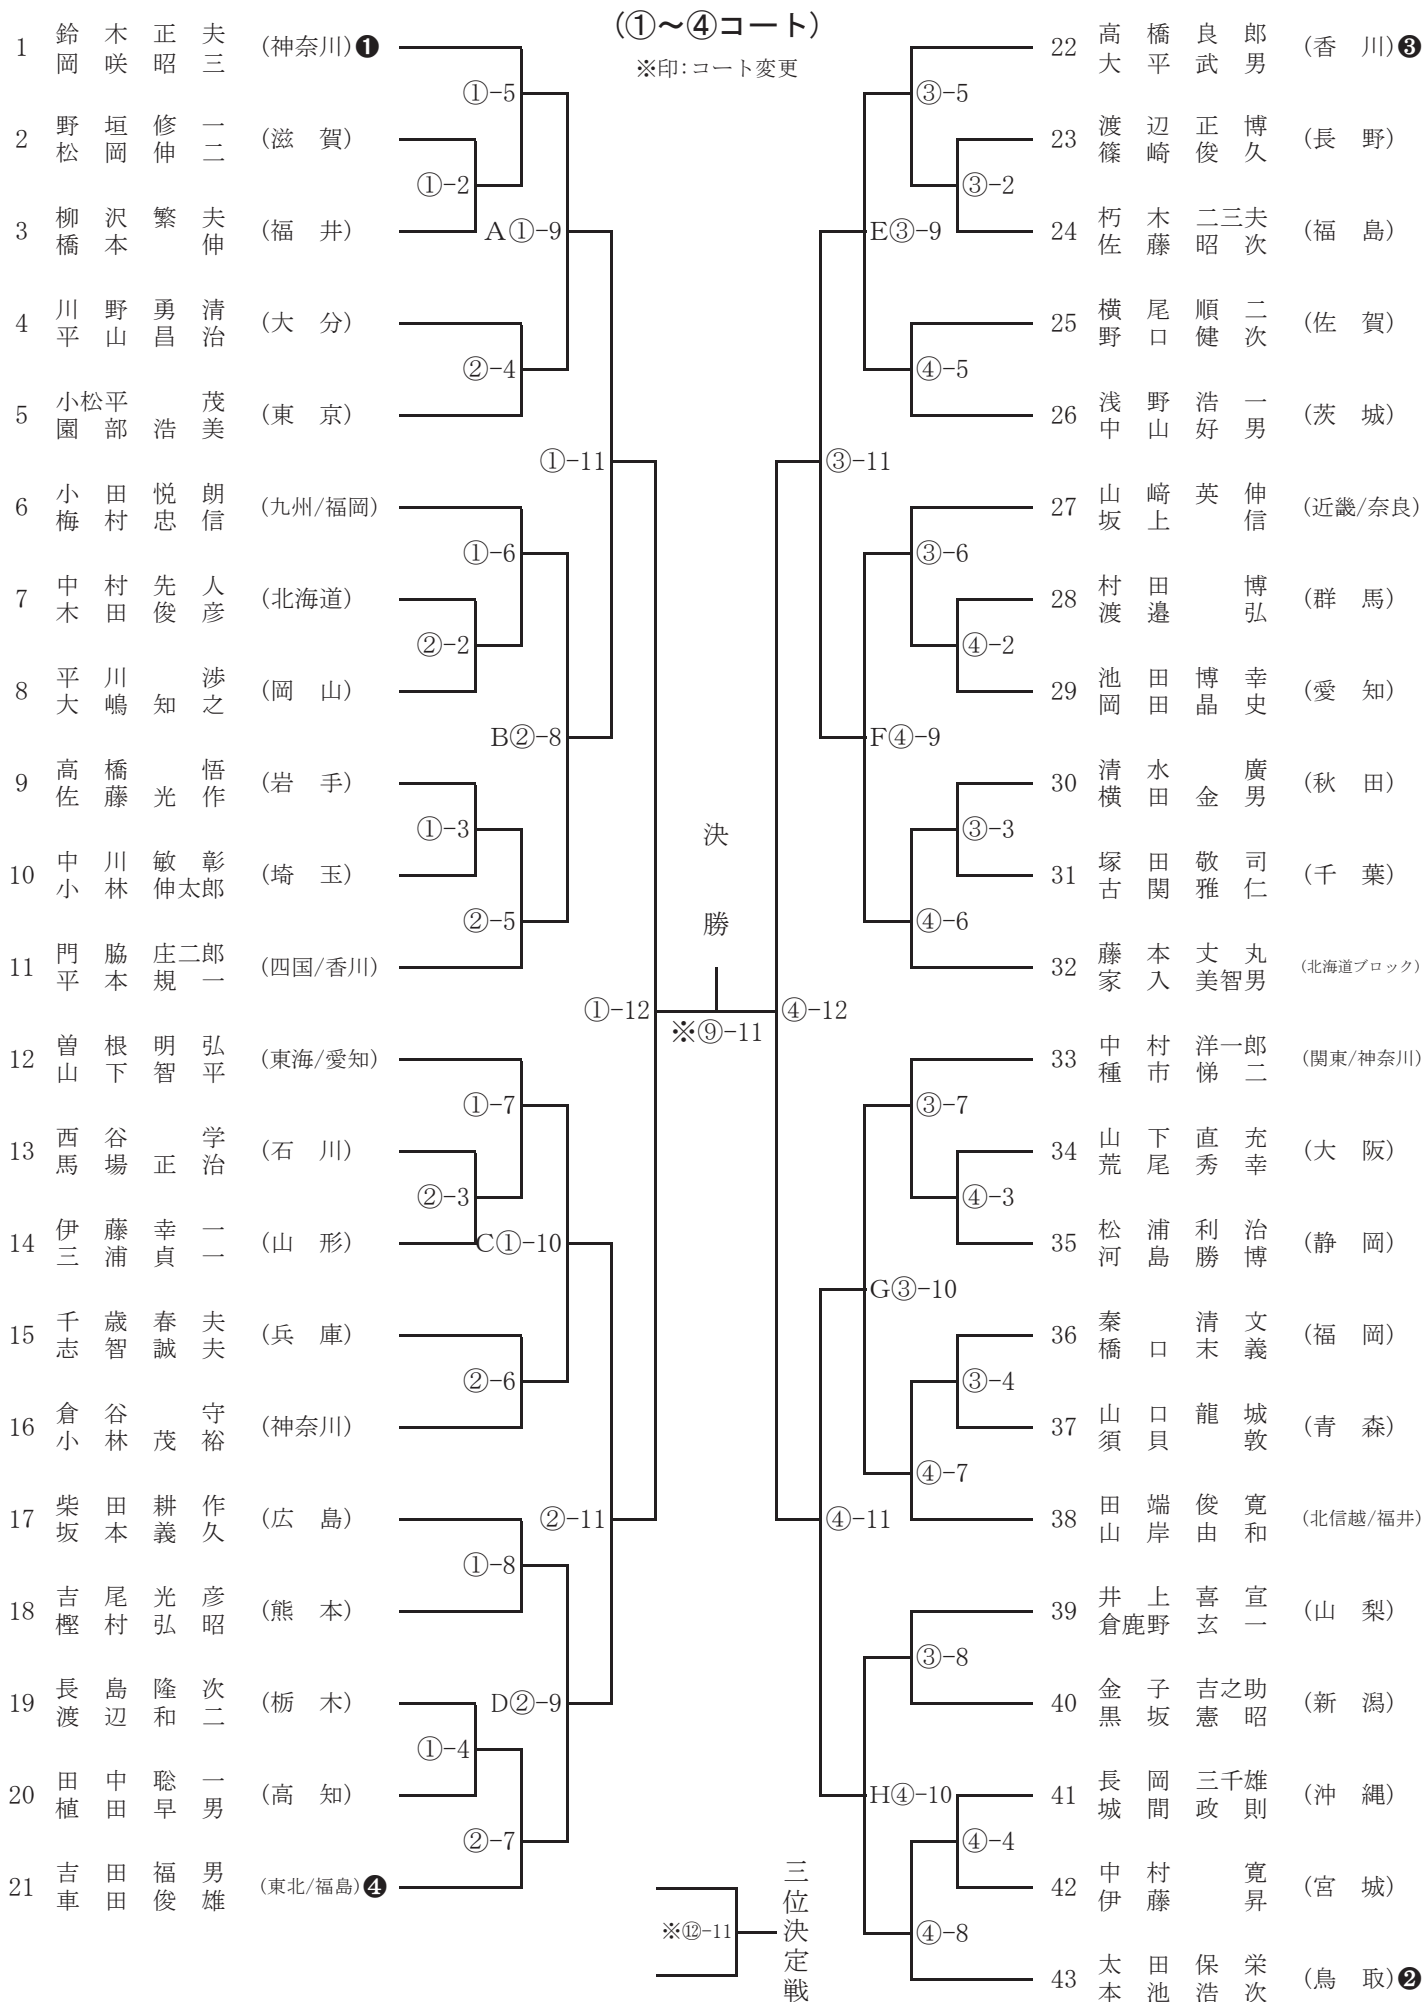 (①～④コート)
※印：コート変更
1 鈴木正夫 (神奈川)❶
岡咲昭三
①-5
2 野垣修一 (滋賀)
松岡伸二
①-2
3 柳沢繁夫 (福井)
橋本伸
A①-9
4 川野勇清 (大分)
平山昌治
②-4
5 小松平茂 (東京)
園部浩美
①-11
6 小田悦朗 (九州/福岡)
梅村忠信
①-6
7 中村先人 (北海道)
木田俊彦
②-2
8 平川渉 (岡山)
大嶋知之
B②-8
9 高橋悟 (岩手)
佐藤光作
①-3
10 中川敏彰 (埼玉)
小林伸太郎
②-5
11 門脇庄二郎 (四国/香川)
平本規一
①-12
12 曽根明弘 (東海/愛知)
山下智平
①-7
13 西谷学 (石川)
馬場正治
②-3
14 伊藤幸一 (山形)
三浦貞一
C①-10
15 千歳春夫 (兵庫)
志智誠夫
②-6
16 倉谷守 (神奈川)
小林茂裕
17 柴田耕作 (広島)
坂本義久
②-11
①-8
18 吉尾光彦 (熊本)
樫村弘昭
19 長島隆次 (栃木)
渡辺和二
D②-9
①-4
20 田中聡一 (高知)
植田早男
②-7
21 吉田福男 (東北/福島)❹
車田俊雄
決勝
※⑨-11
22 高橋良郎 (香川)❸
大平武男
③-5
23 渡辺正博 (長野)
篠崎俊久
③-2
24 朽木二三夫 (福島)
佐藤昭次
E③-9
25 横尾順二 (佐賀)
野口健次
④-5
26 浅野浩一 (茨城)
中山好男
③-11
27 山﨑英伸 (近畿/奈良)
坂上信
③-6
28 村田博 (群馬)
渡邉弘
④-2
29 池田博幸 (愛知)
岡田晶史
F④-9
30 清水廣 (秋田)
横田金男
③-3
31 塚田敬司 (千葉)
古関雅仁
④-6
32 藤本丈丸 (北海道ブロック)
家入美智男
④-12
33 中村洋一郎 (関東/神奈川)
種市悌二
③-7
34 山下直充 (大阪)
荒尾秀幸
④-3
35 松浦利治 (静岡)
河島勝博
G③-10
36 秦清文 (福岡)
橋口末義
③-4
37 山口龍城 (青森)
須貝敦
④-7
38 田端俊寛 (北信越/福井)
山岸由和
④-11
39 井上喜宣 (山梨)
倉鹿野玄一
③-8
40 金子吉之助 (新潟)
黒坂憲昭
41 長岡三千雄 (沖縄)
城間政則
H④-10
④-4
42 中村寛 (宮城)
伊藤昇
④-8
43 太田保栄 (鳥取)❷
本池浩次
三位決定戦
※⑫-11